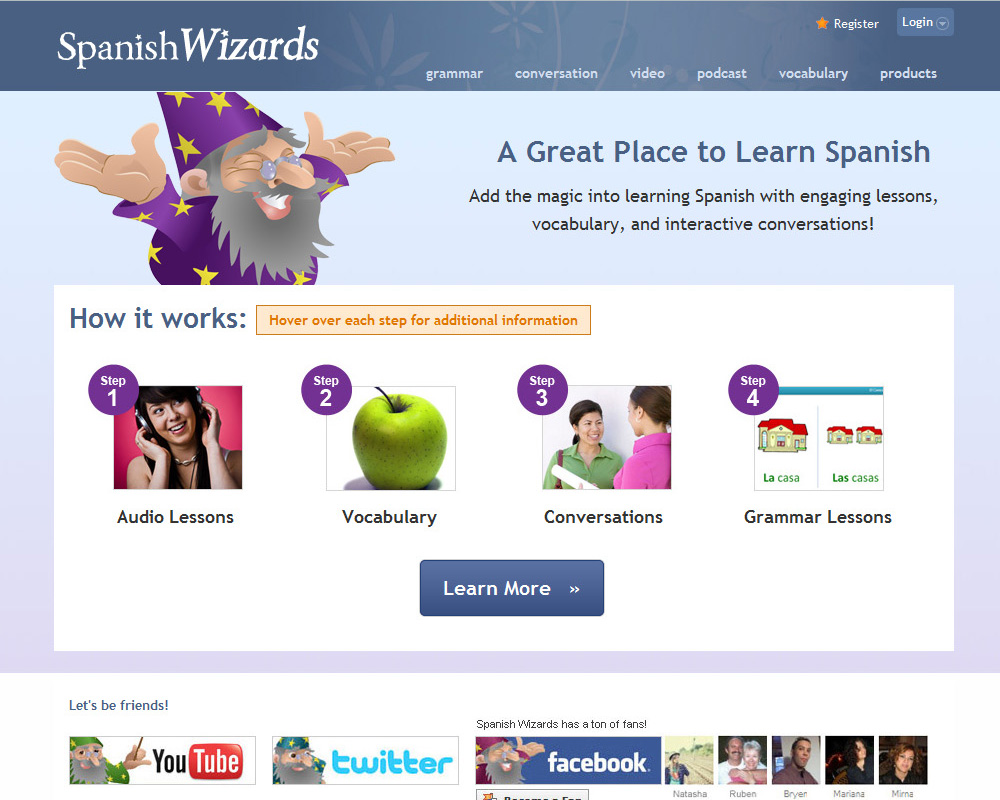 SpanishWizards
Register
Login
grammar conversation video podcast vocabulary products
A Great Place to Learn Spanish
Add the magic into learning Spanish with engaging lessons,
vocabulary, and interactive conversations!
How it works:
Hover over each step for additional information
Step
1
Step
2
Step
3
Step
4
La casa
Las casas
Audio Lessons
Vocabulary
Conversations
Grammar Lessons
Learn More »
Let's be friends!
Spanish Wizards has a ton of fans!
YouTube
twitter
facebook
Natasha Ruben Bryer Mariana Mirna
Become a Fan